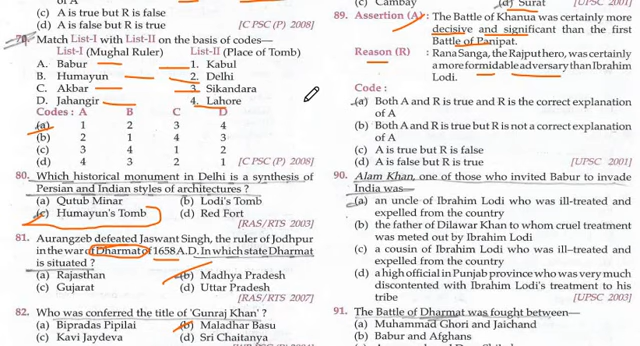 of A
(c) A is true but R is false
(d) A is false but R is true [C PSC (P) 2008]
79. Match List-I with List-II on the basis of codes—
List-I (Mughal Ruler) List-II (Place of Tomb)
A. Babur 1. Kabul
B. Humayun 2. Delhi
C. Akbar 3. Sikandara
D. Jahangir 4. Lahore
Codes : A B C D
(a) 1 2 3 4
(b) 2 1 4 3
(c) 3 4 1 2
(d) 4 3 2 1 [C PSC (P) 2008]
80. Which historical monument in Delhi is a synthesis of
Persian and Indian styles of architectures ?
(a) Qutub Minar (b) Lodi's Tomb
(c) Humayun's Tomb (d) Red Fort
[RAS/RTS 2003]
81. Aurangzeb defeated Jaswant Singh, the ruler of Jodhpur
in the war of Dharmat of 1658 A.D. In which state Dharmat
is situated ?
(a) Rajasthan (b) Madhya Pradesh
(c) Gujarat (d) Uttar Pradesh
[RAS/RTS 2007]
82. Who was conferred the title of 'Gunraj Khan' ?
(a) Bipradas Pipilai (b) Maladhar Basu
(c) Kavi Jaydeva (d) Sri Chaitanya
(c) Cambay (d) Surat [UPSC 2001]
89. Assertion (A) : The Battle of Khanua was certainly more
decisive and significant than the first
Battle of Panipat.
Reason (R) : Rana Sanga, the Rajput hero, was certainly
a more formidable adversary than Ibrahim
Lodi.
Code :
(a) Both A and R is true and R is the correct explanation
of A
(b) Both A and R is true but R is not a correct explanation
of A
(c) A is true but R is false
(d) A is false but R is true [UPSC 2001]
90. Alam Khan, one of those who invited Babur to invade
India was—
(a) an uncle of Ibrahim Lodi who was ill-treated and
expelled from the country
(b) the father of Dilawar Khan to whom cruel treatment
was meted out by Ibrahim Lodi
(c) a cousin of Ibrahim Lodi who was ill-treated and
expelled from the country
(d) a high official in Punjab province who was very much
discontented with Ibrahim Lodi's treatment to his
tribe [UPSC 2003]
91. The Battle of Dharmat was fought between—
(a) Muhammad Ghori and Jaichand
(b) Babur and Afghans